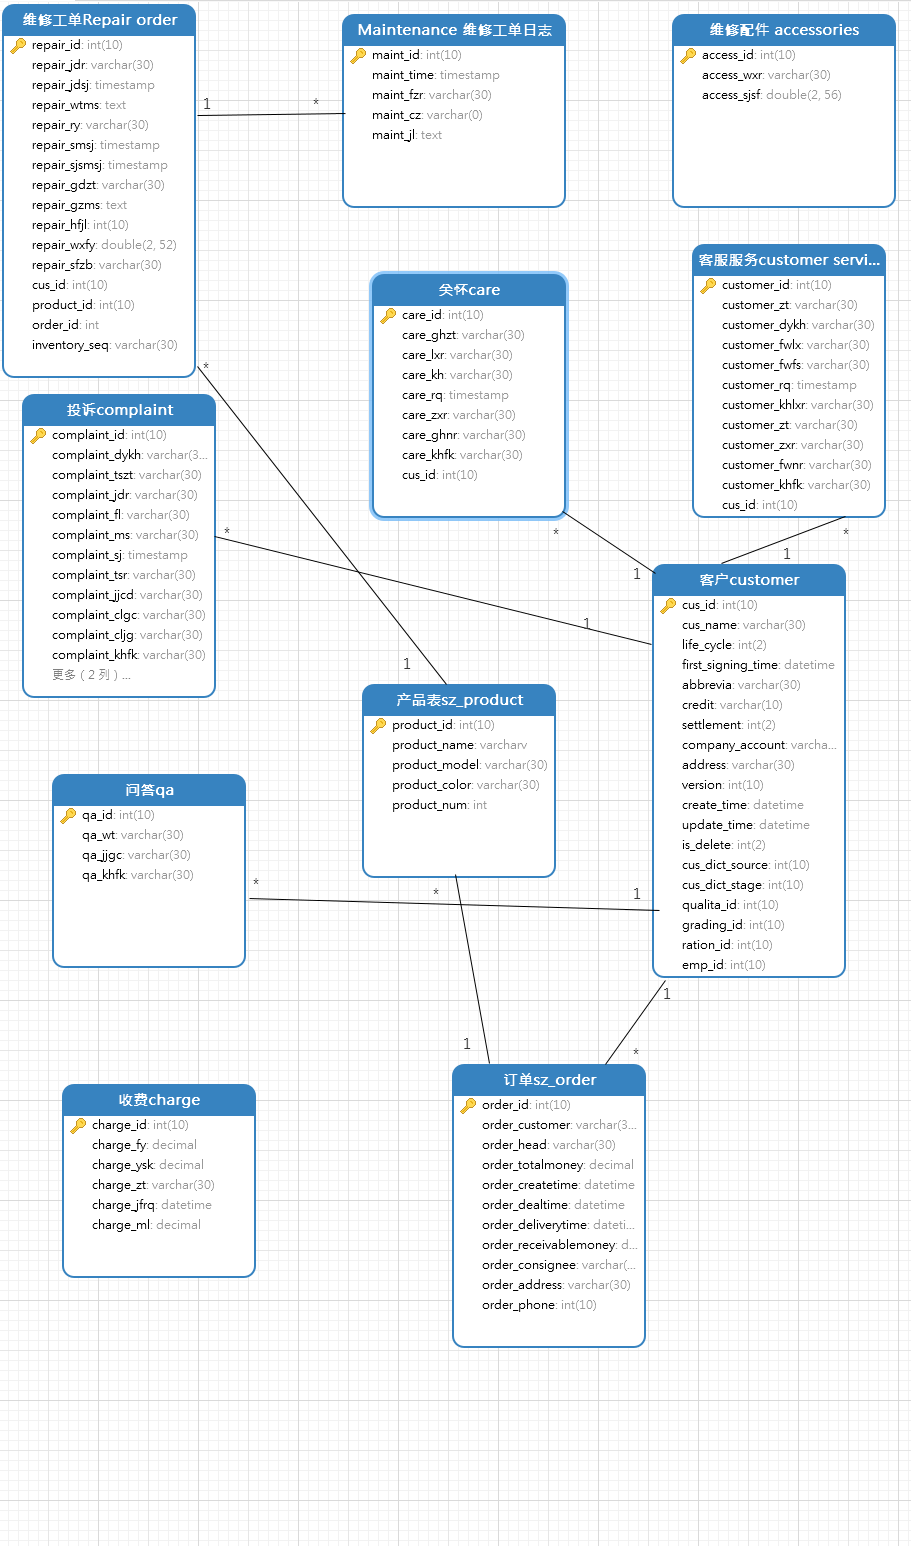 维修工单Repair order
repair_id: int(10)
repair_jdr: varchar(30)
repair_jdsj: timestamp
repair_wtms: text
repair_ry: varchar(30)
repair_smsj: timestamp
repair_sjsmsj: timestamp
repair_gdzt: varchar(30)
repair_gzms: text
repair_hfjl: int(10)
repair_wxfy: double(2, 52)
repair_sfzb: varchar(30)
cus_id: int(10)
product_id: int(10)
order_id: int
inventory_seq: varchar(30)
1
*
Maintenance 维修工单日志
maint_id: int(10)
maint_time: timestamp
maint_fzr: varchar(30)
maint_cz: varchar(0)
maint_jl: text
维修配件 accessories
access_id: int(10)
access_wxr: varchar(30)
access_sjsf: double(2, 56)
关怀care
care_id: int(10)
care_ghzt: varchar(30)
care_lxr: varchar(30)
care_kh: varchar(30)
care_rq: timestamp
care_zxr: varchar(30)
care_ghnr: varchar(30)
care_khfk: varchar(30)
cus_id: int(10)
客服服务customer servi...
customer_id: int(10)
customer_zt: varchar(30)
customer_dykh: varchar(30)
customer_fwlx: varchar(30)
customer_fwfs: varchar(30)
customer_rq: timestamp
customer_khlxr: varchar(30)
customer_zt: varchar(30)
customer_zxr: varchar(30)
customer_fwnr: varchar(30)
customer_khfk: varchar(30)
cus_id: int(10)
*
投诉complaint
complaint_id: int(10)
complaint_dykh: varchar(3...
complaint_tszt: varchar(30)
complaint_jdr: varchar(30)
complaint_fl: varchar(30)
complaint_ms: varchar(30)
complaint_sj: timestamp
complaint_tsr: varchar(30)
complaint_jjcd: varchar(30)
complaint_clgc: varchar(30)
complaint_cljg: varchar(30)
complaint_khfk: varchar(30)
更多（2 列）...
*
*
*
1
1
1
1
客户customer
cus_id: int(10)
cus_name: varchar(30)
life_cycle: int(2)
first_signing_time: datetime
abbrevia: varchar(30)
credit: varchar(10)
settlement: int(2)
company_account: varcha...
address: varchar(30)
version: int(10)
create_time: datetime
update_time: datetime
is_delete: int(2)
cus_dict_source: int(10)
cus_dict_stage: int(10)
qualita_id: int(10)
grading_id: int(10)
ration_id: int(10)
emp_id: int(10)
产品表sz_product
product_id: int(10)
product_name: varcharv
product_model: varchar(30)
product_color: varchar(30)
product_num: int
问答qa
qa_id: int(10)
qa_wt: varchar(30)
qa_jjgc: varchar(30)
qa_khfk: varchar(30)
*
*
1
1
1
*
订单sz_order
order_id: int(10)
order_customer: varchar(3...
order_head: varchar(30)
order_totalmoney: decimal
order_createtime: datetime
order_dealtime: datetime
order_deliverytime: dateti...
order_receivablemoney: d...
order_consignee: varchar(...
order_address: varchar(30)
order_phone: int(10)
收费charge
charge_id: int(10)
charge_fy: decimal
charge_ysk: decimal
charge_zt: varchar(30)
charge_jfrq: datetime
charge_ml: decimal